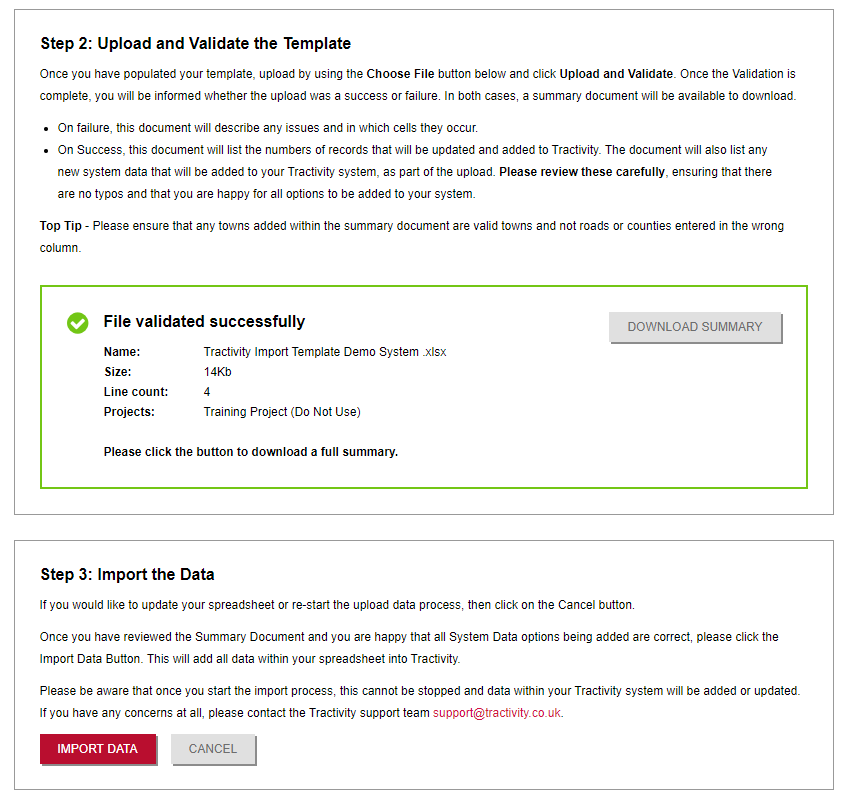 Step 2: Upload and Validate the Template
Once you have populated your template, upload by using the Choose File button below and click Upload and Validate. Once the Validation is
complete, you will be informed whether the upload was a success or failure. In both cases, a summary document will be available to download.
• On failure, this document will describe any issues and in which cells they occur.
• On Success, this document will list the numbers of records that will be updated and added to Tractivity. The document will also list any
new system data that will be added to your Tractivity system, as part of the upload. Please review these carefully, ensuring that there
are no typos and that you are happy for all options to be added to your system.
Top Tip - Please ensure that any towns added within the summary document are valid towns and not roads or counties entered in the wrong
column.
File validated successfully
DOWNLOAD SUMMARY
Name: Tractivity Import Template Demo System .xlsx
Size: 14Kb
Line count: 4
Projects: Training Project (Do Not Use)
Please click the button to download a full summary.
Step 3: Import the Data
If you would like to update your spreadsheet or re-start the upload data process, then click on the Cancel button.
Once you have reviewed the Summary Document and you are happy that all System Data options being added are correct, please click the
Import Data Button. This will add all data within your spreadsheet into Tractivity.
Please be aware that once you start the import process, this cannot be stopped and data within your Tractivity system will be added or updated.
If you have any concerns at all, please contact the Tractivity support team support@tractivity.co.uk.
IMPORT DATA CANCEL